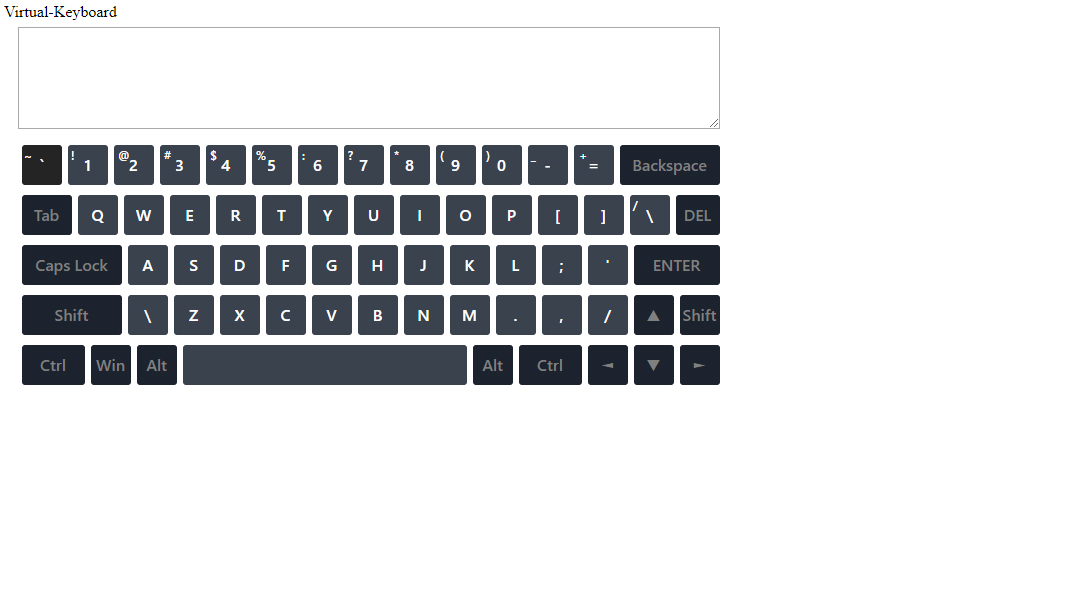 Virtual-Keyboard
~ ` ! 1 @ 2 # 3 $ 4 % 5 : 6 ? 7 * 8 ( 9 ) 0 _ - + = Backspace
Tab Q W E R T Y U I O P [ ] / \ DEL
Caps Lock A S D F G H J K L ; ' ENTER
Shift \ Z X C V B N M . , / ▲ Shift
Ctrl Win Alt Alt Ctrl ◄ ▼ ►